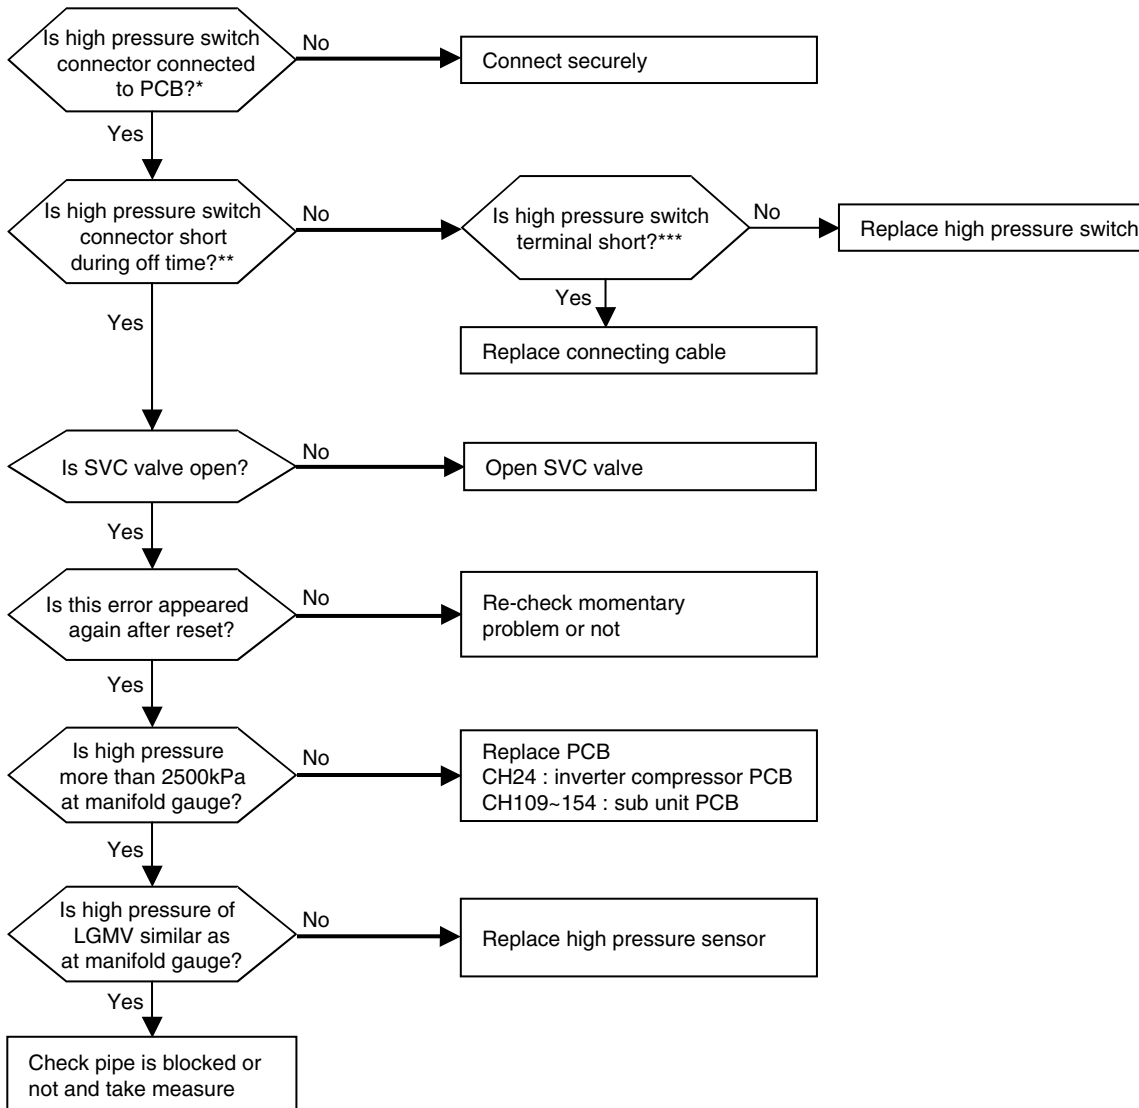 Is high pressure switch
connector connected
to PCB?*
No
Connect securely
Yes
Is high pressure switch
connector short
during off time?**
No
Is high pressure switch
terminal short?***
No
Replace high pressure switch
Yes
Replace connecting cable
Yes
Is SVC valve open?
No
Open SVC valve
Yes
Is this error appeared
again after reset?
No
Re-check momentary
problem or not
Yes
Is high pressure
more than 2500kPa
at manifold gauge?
No
Replace PCB
CH24 : inverter compressor PCB
CH109~154 : sub unit PCB
Yes
Is high pressure of
LGMV similar as
at manifold gauge?
No
Replace high pressure sensor
Yes
Check pipe is blocked or
not and take measure